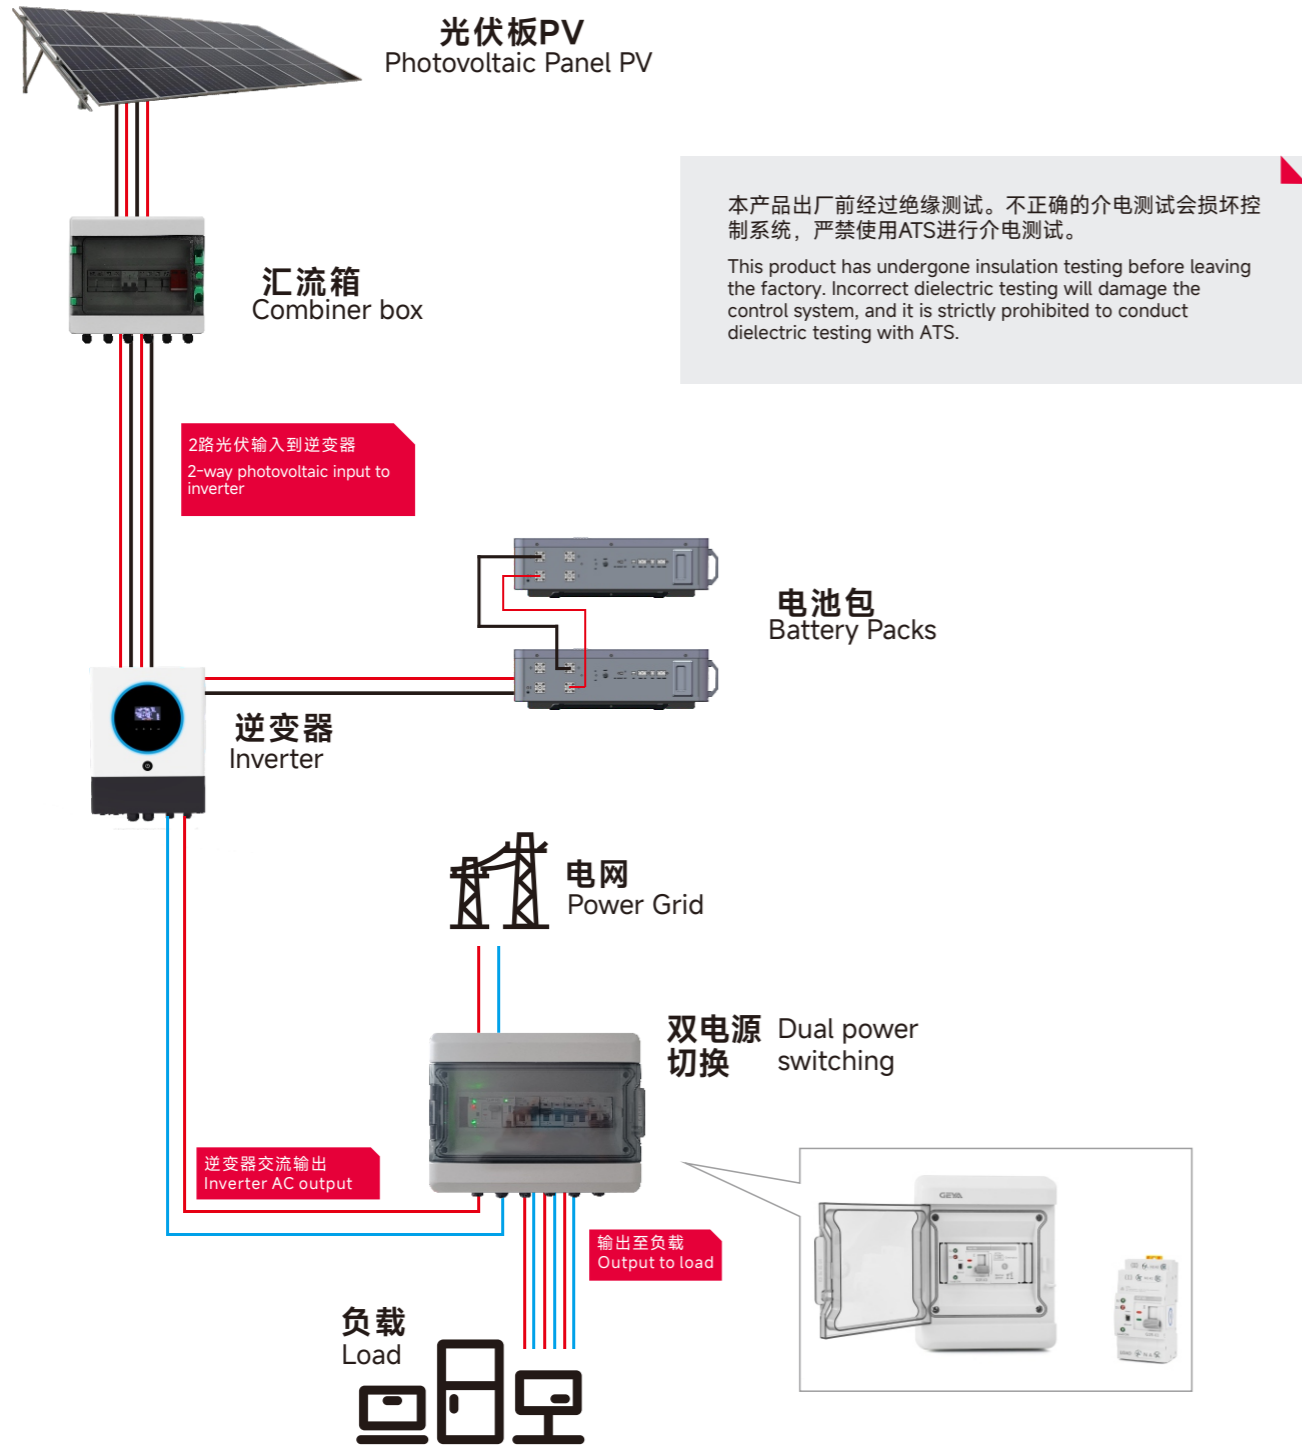 光伏板PV
Photovoltaic Panel PV
本产品出厂前经过绝缘测试。不正确的介电测试会损坏控
制系统，严禁使用ATS进行介电测试。
This product has undergone insulation testing before leaving
the factory. Incorrect dielectric testing will damage the
control system, and it is strictly prohibited to conduct
dielectric testing with ATS.
汇流箱
Combiner box
2路光伏输入到逆变器
2-way photovoltaic input to
inverter
电池包
Battery Packs
逆变器
Inverter
电网
Power Grid
双电源
切换
Dual power
switching
逆变器交流输出
Inverter AC output
输出至负载
Output to load
GEYA
负载
Load